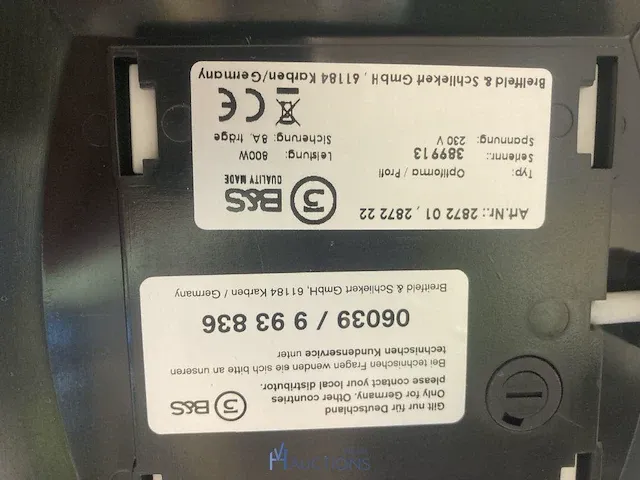 Gilt nur für Deutschland
Only for Germany. Other countries
please contact your local distributor.
B&S
Bei technischen Fragen wenden sie sich bitte an unseren
technischen Kundenservice unter
06039 / 9 93 836
Breitfeld & Schliekert GmbH, 61184 Karben / Germany
Art.Nr.: 2872 01 , 2872 22
B&S
QUALITY MADE
Typ: Optiforma / Profi
Seriennr.: 389913
Spannung: 230 V
Leistung: 800W
Sicherung: 8A, träge
CE
Breitfeld & Schliekert GmbH , 61184 Karben/Germany
AUCTIONS